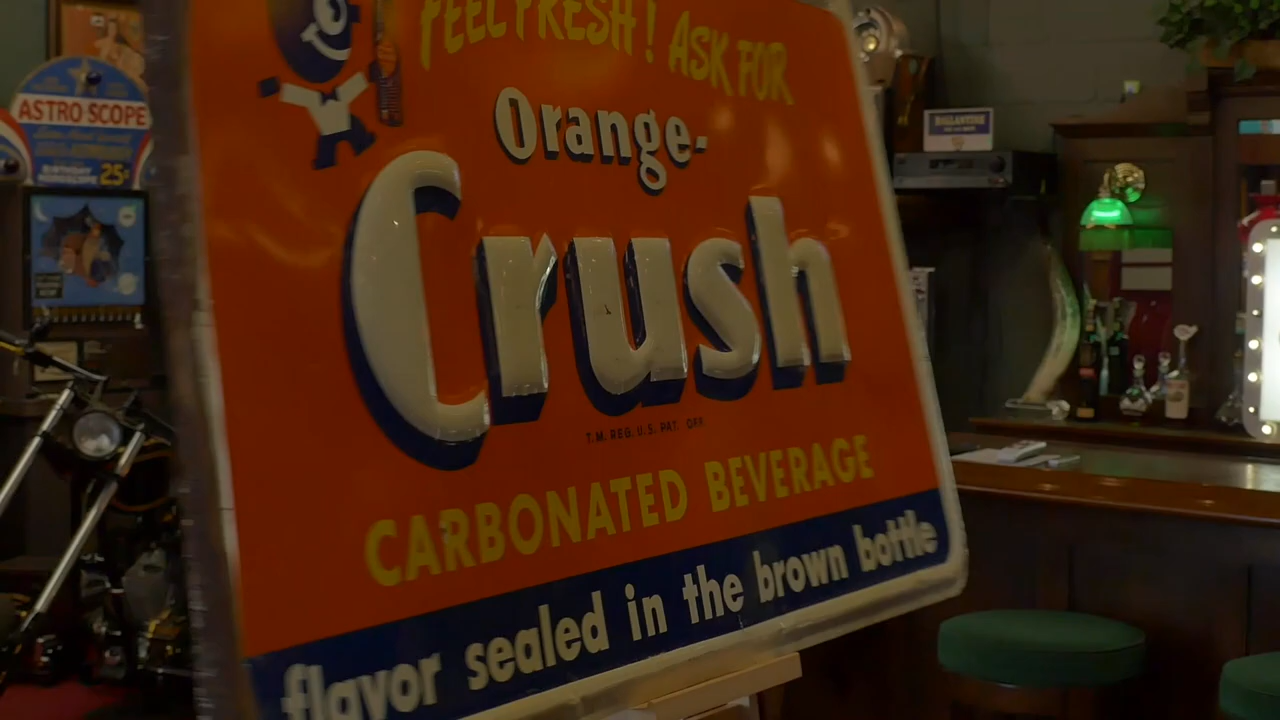 FEEL FRESH! ASK FOR
Orange-
Crush
T.M. REG. U.S. PAT. OFF.
CARBONATED BEVERAGE
flavor sealed in the brown bottle
ASTRO SCOPE
25¢
BALLANTINE